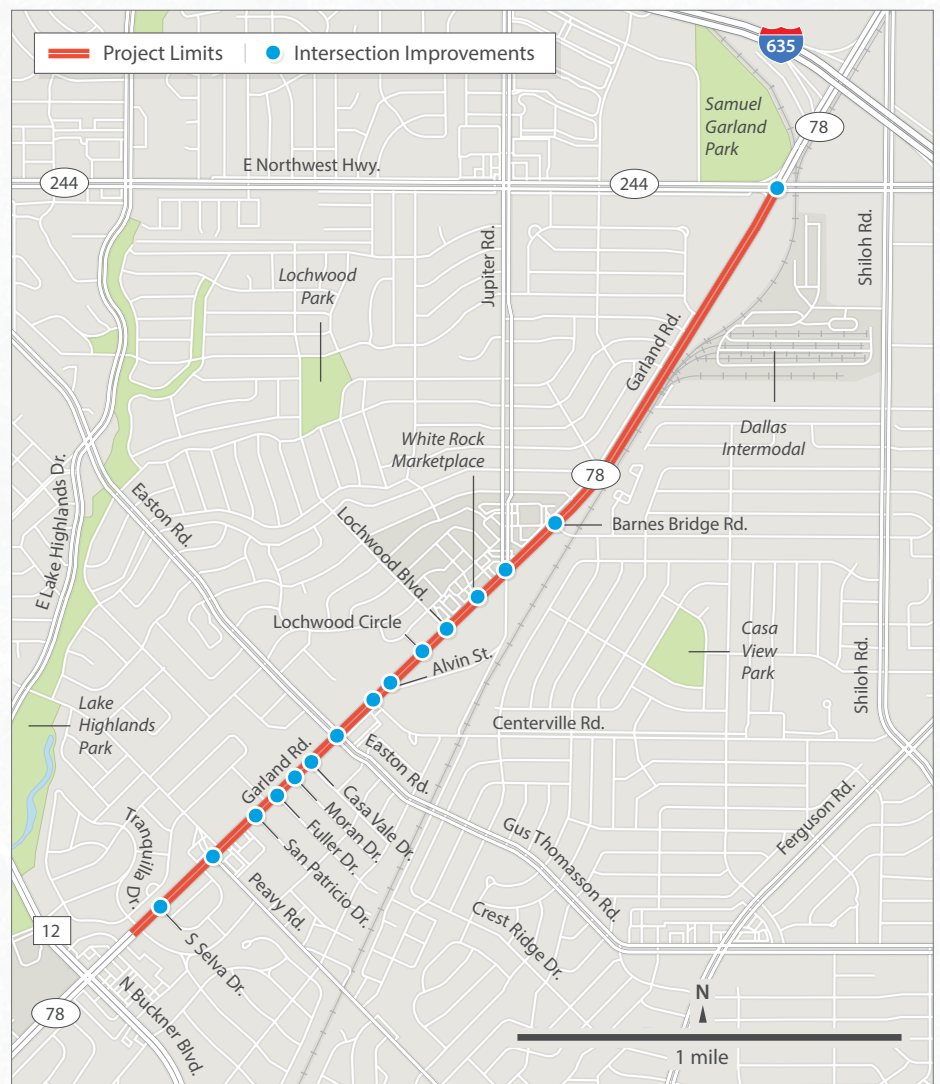 Project Limits
Intersection Improvements
635
Samuel
Garland
Park
78
E Northwest Hwy.
244
244
Shiloh Rd.
Jupiter Rd.
Lochwood
Park
Garland Rd.
Dallas
Intermodal
White Rock
Marketplace
78
E Lake Highlands Dr.
Easton Rd.
Lochwood Blvd.
Barnes Bridge Rd.
Lochwood Circle
Alvin St.
Casa
View
Park
Shiloh Rd.
Lake
Highlands
Park
Centerville Rd.
Garland Rd.
Easton Rd.
Casa Vale Dr.
Moran Dr.
Fuller Dr.
San Patricio Dr.
Tranquilla Dr.
Gus Thomasson Rd.
Ferguson Rd.
Peavy Rd.
Crest Ridge Dr.
12
S Selva Dr.
N Buckner Blvd.
78
N
1 mile